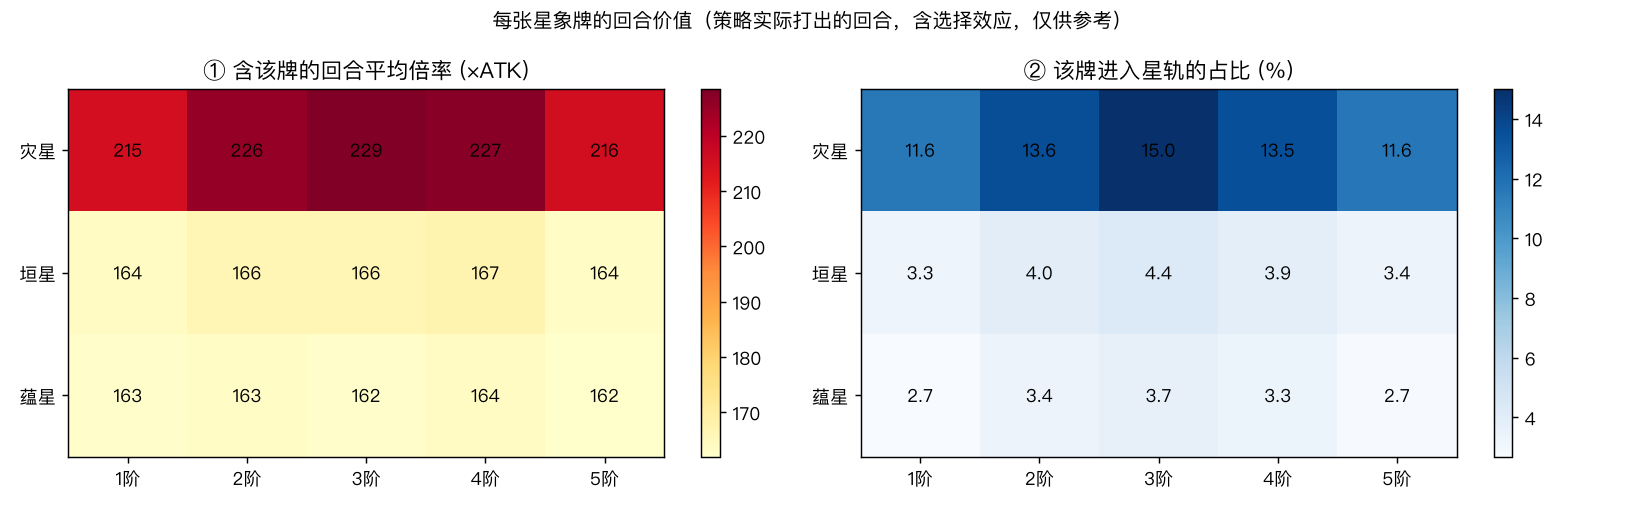 每张星象牌的回合价值（策略实际打出的回合，含选择效应，仅供参考）
① 含该牌的回合平均倍率 (×ATK)
灾星 215 226 229 227 216
垣星 164 166 166 167 164
蕴星 163 163 162 164 162
1阶 2阶 3阶 4阶 5阶
220
210
200
190
180
170
② 该牌进入星轨的占比 (%)
灾星 11.6 13.6 15.0 13.5 11.6
垣星 3.3 4.0 4.4 3.9 3.4
蕴星 2.7 3.4 3.7 3.3 2.7
1阶 2阶 3阶 4阶 5阶
14
12
10
8
6
4